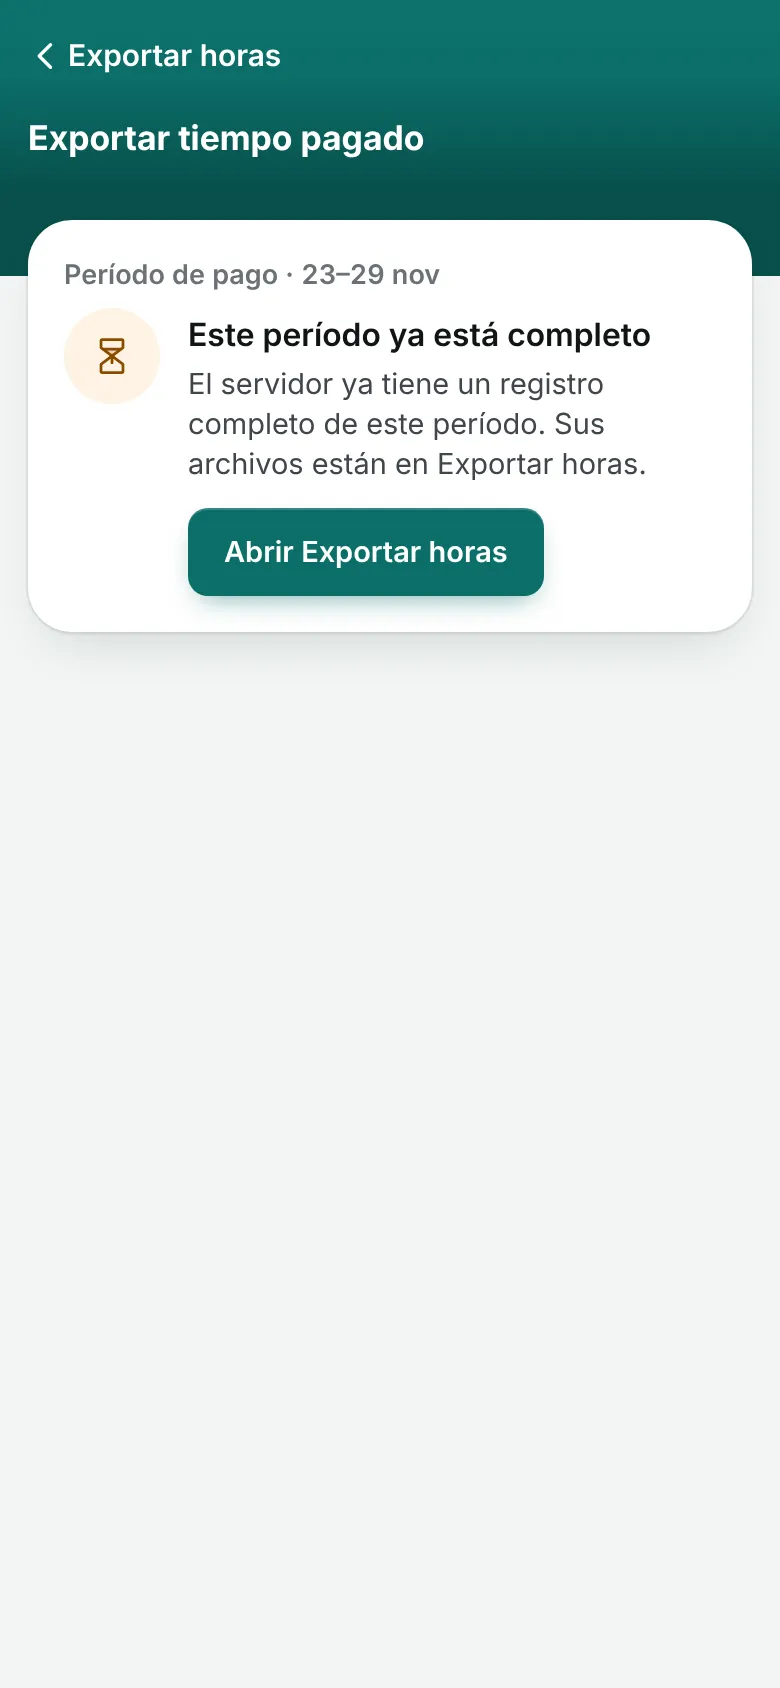 Exportar horas
Exportar tiempo pagado
Período de pago · 23–29 nov
Este período ya está completo
El servidor ya tiene un registro
completo de este período. Sus
archivos están en Exportar horas.
Abrir Exportar horas